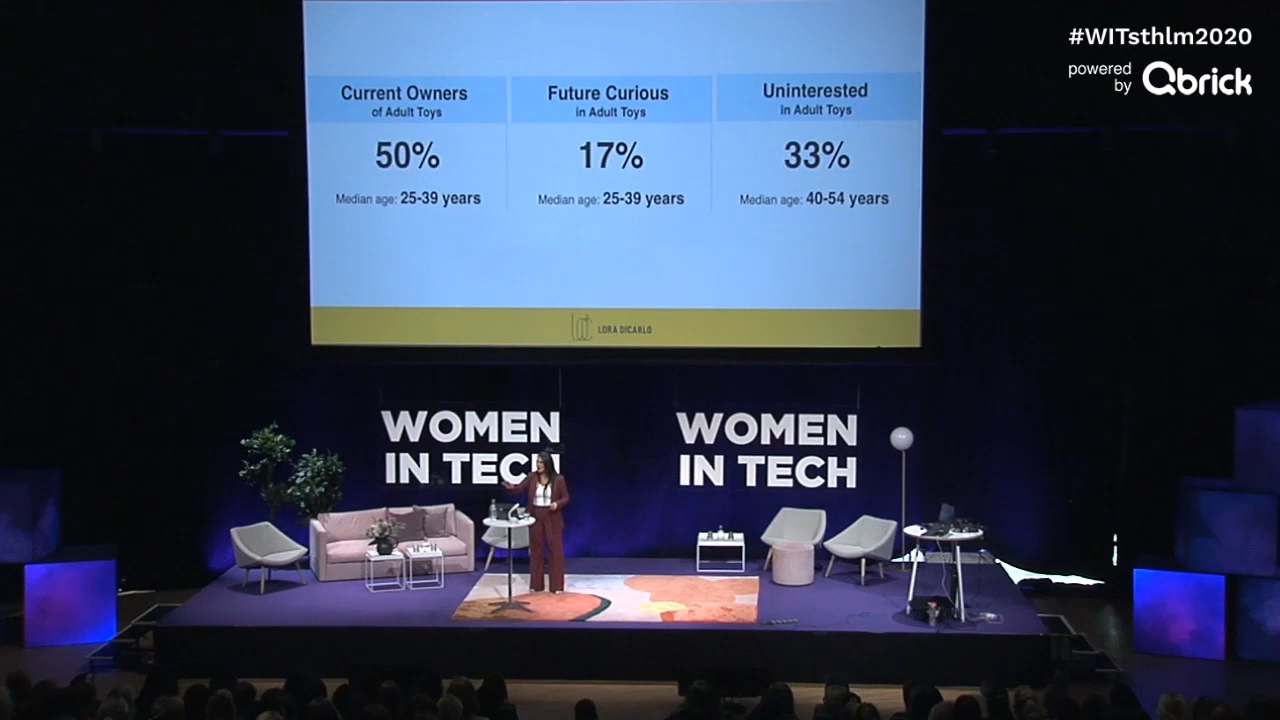 #WITsthlm2020
powered
by
Qbrick
Current Owners
of Adult Toys
50%
Median age: 25-39 years
Future Curious
in Adult Toys
17%
Median age: 25-39 years
Uninterested
in Adult Toys
33%
Median age: 40-54 years
LORA DICARLO
WOMEN
IN TECH
WOMEN
IN TECH